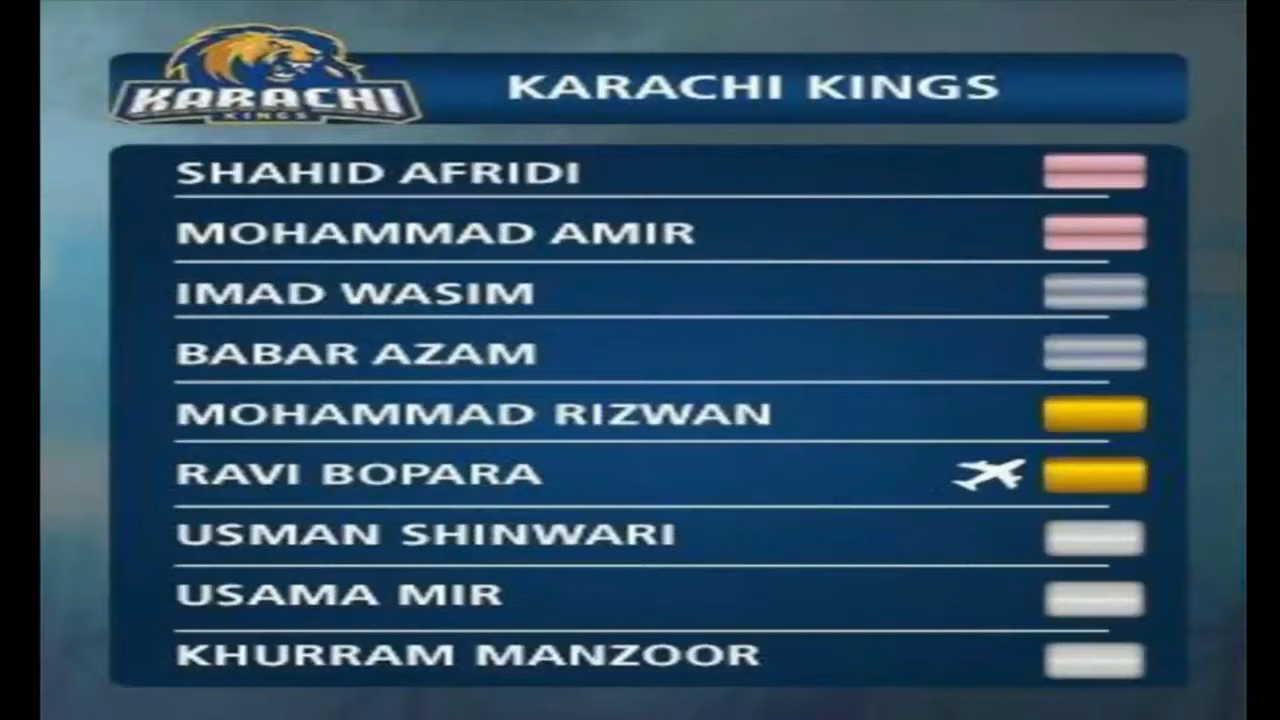 KARACHI
KINGS
KARACHI KINGS
SHAHID AFRIDI
MOHAMMAD AMIR
IMAD WASIM
BABAR AZAM
MOHAMMAD RIZWAN
RAVI BOPARA
USMAN SHINWARI
USAMA MIR
KHURRAM MANZOOR